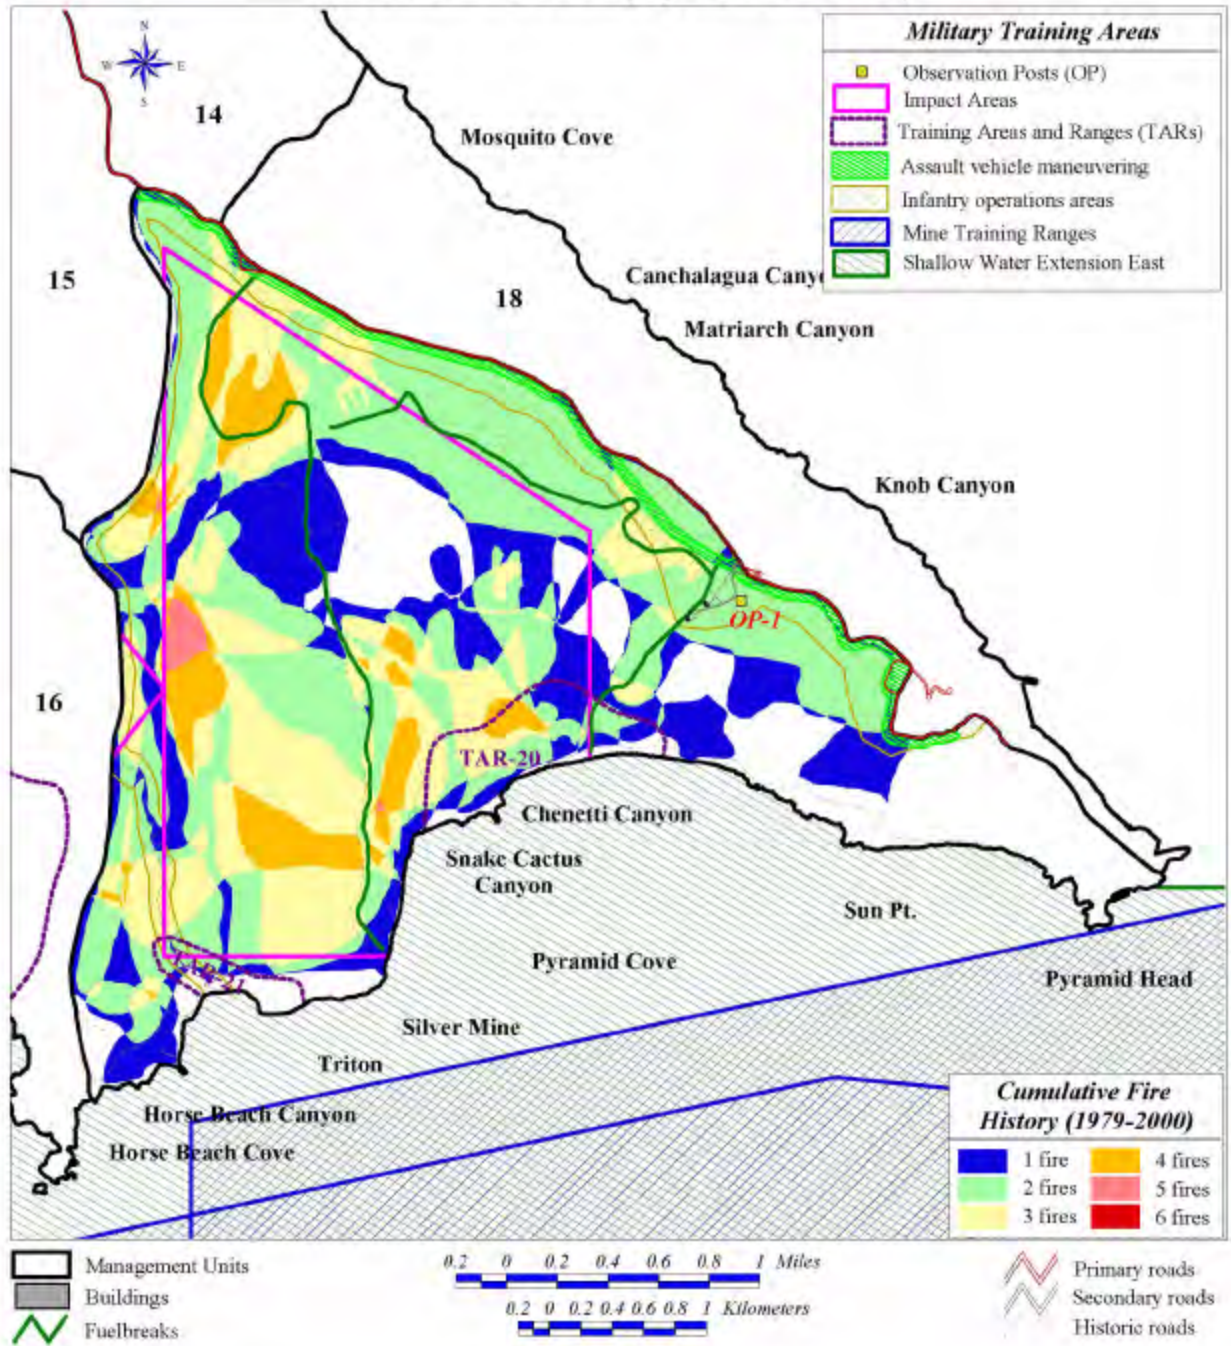 N
W E
S
Military Training Areas
Observation Posts (OP)
Impact Areas
Training Areas and Ranges (TARs)
Assault vehicle maneuvering
Infantry operations areas
Mine Training Ranges
Shallow Water Extension East
14
Mosquito Cove
15
Canchalagua
18
Matriarch Canyon
Knob Canyon
OP-1
16
TAR-20
Chenetti Canyon
Snake Cactus
Canyon
Sun Pt.
Pyramid Cove
Pyramid Head
Silver Mine
Triton
Horse Beach Canyon
Horse Beach Cove
Cumulative Fire
History (1979-2000)
1 fire 4 fires
2 fires 5 fires
3 fires 6 fires
Management Units
Buildings
Fuelbreaks
0.2 0 0.2 0.4 0.6 0.8 1 Miles
0.2 0 0.2 0.4 0.6 0.8 1 Kilometers
Primary roads
Secondary roads
Historic roads